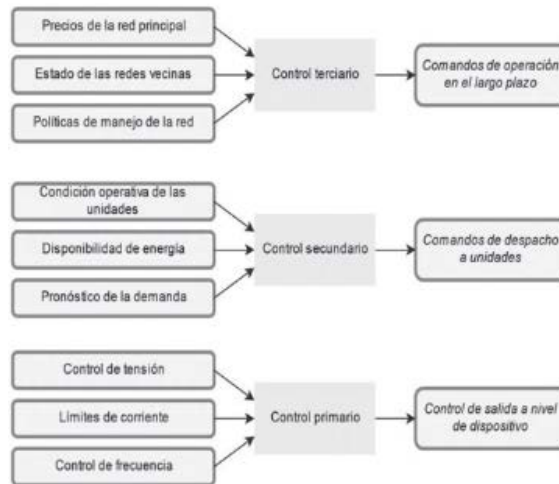 Precios de la red principal
Estado de las redes vecinas
Políticas de manejo de la red
Control terciario
Comandos de operación
en el largo plazo
Condición operativa de las
unidades
Disponibilidad de energía
Pronóstico de la demanda
Control secundario
Comandos de despacho
a unidades
Control de tensión
Límites de corriente
Control de frecuencia
Control primario
Control de salida a nivel
de dispositivo